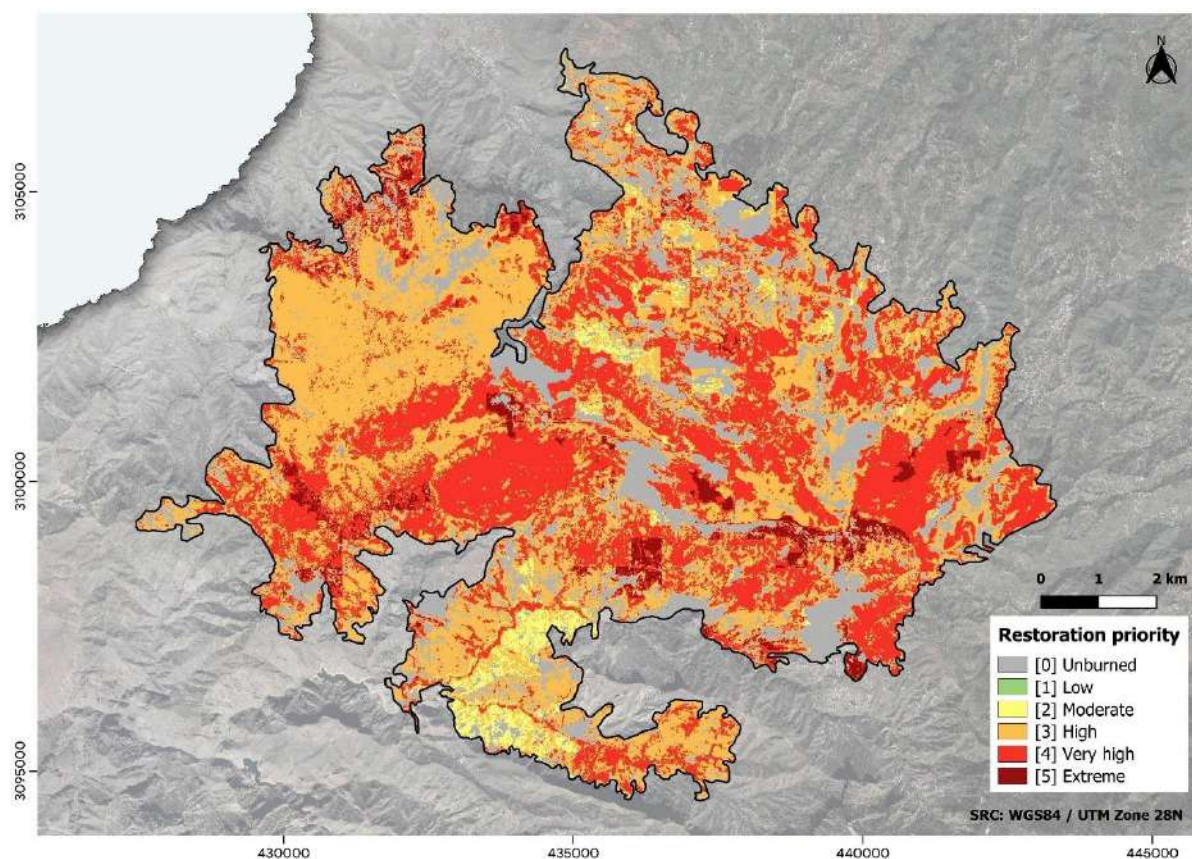 N
3105000
3100000
3095000
0 1 2 km
Restoration priority
[0] Unburned
[1] Low
[2] Moderate
[3] High
[4] Very high
[5] Extreme
SRC: WGS84 / UTM Zone 28N
430000 435000 440000 445000